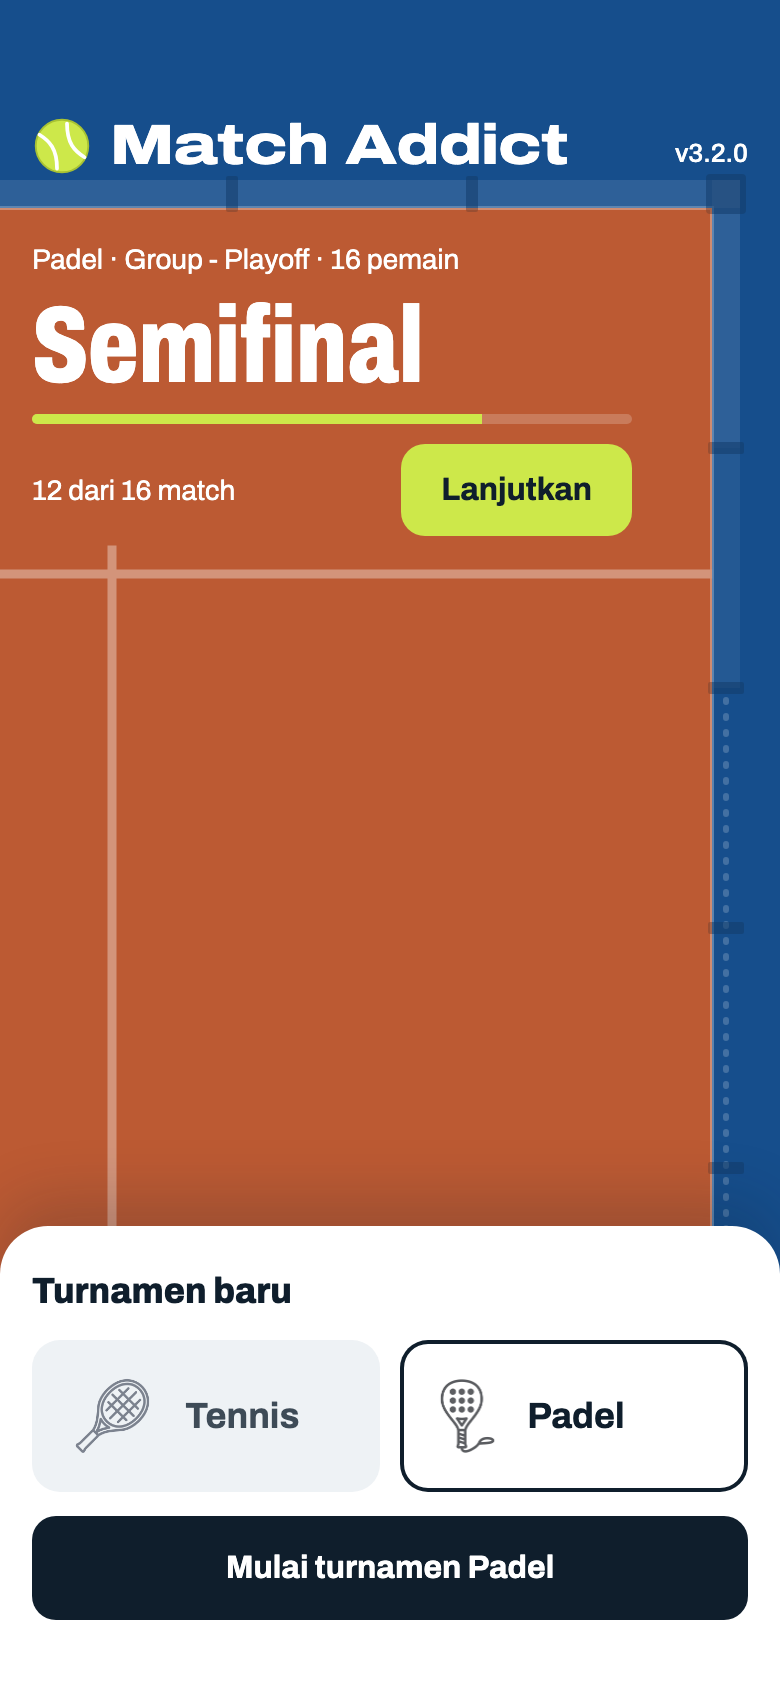 Match Addict
v3.2.0
Padel · Group - Playoff · 16 pemain
Semifinal
12 dari 16 match
Lanjutkan
Turnamen baru
Tennis
Padel
Mulai turnamen Padel